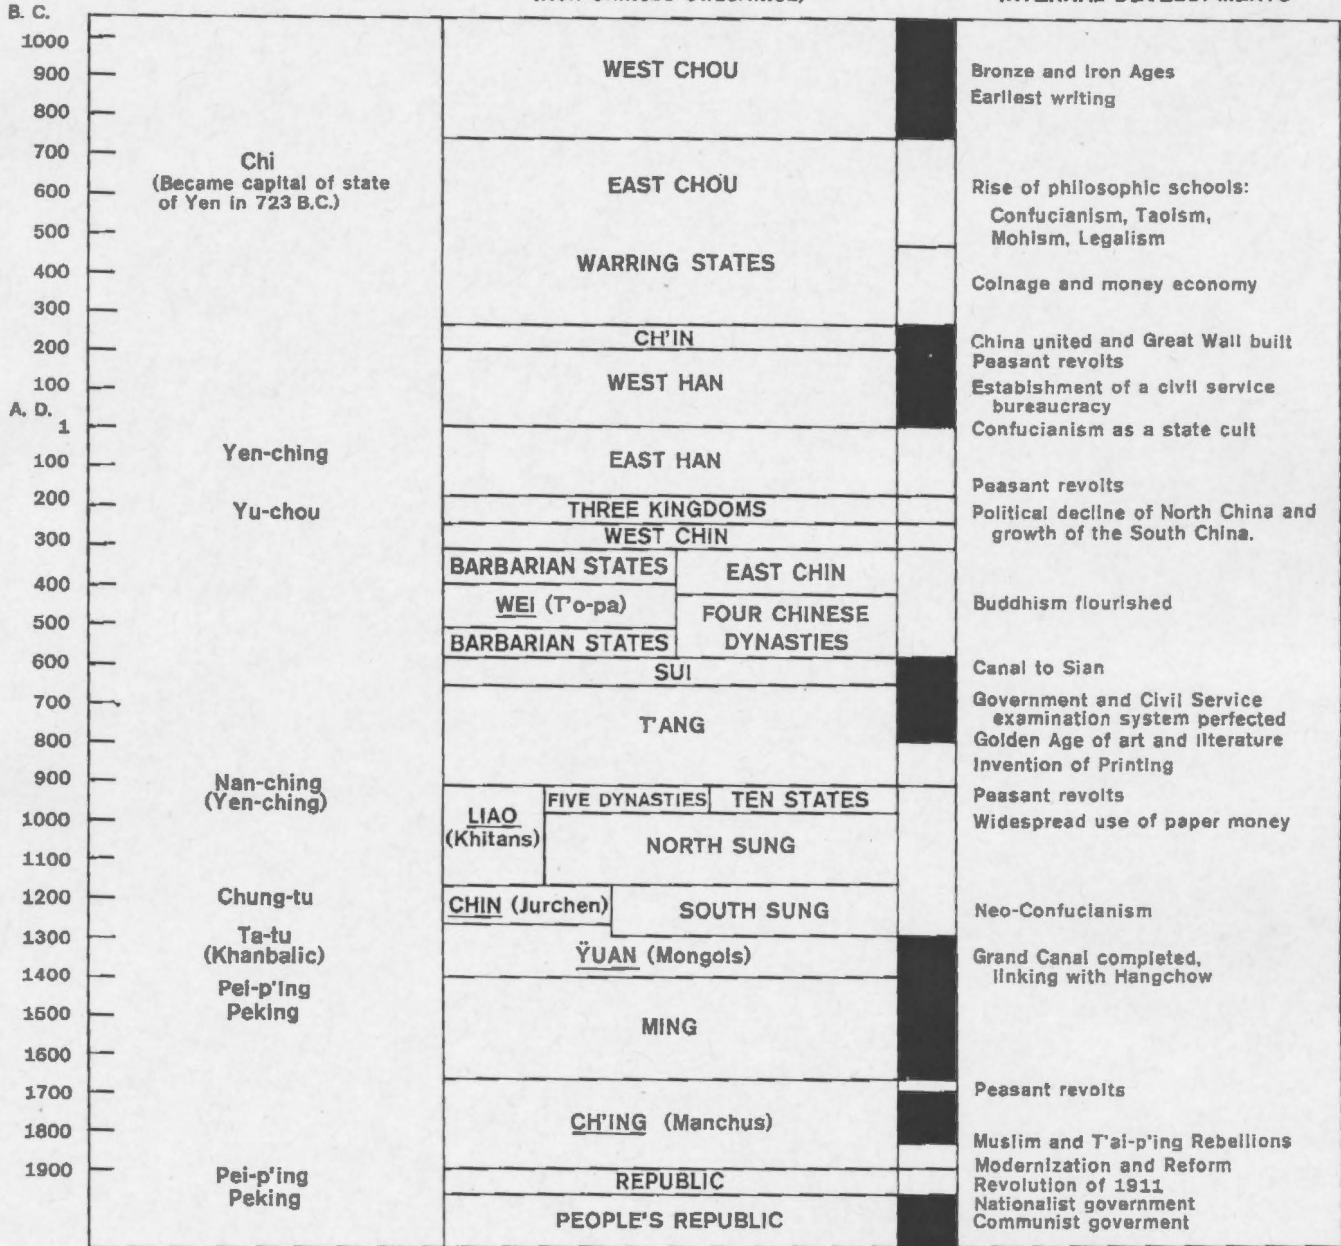 B. C.
1000
900
800
700
600
500
400
300
200
100
A. D.
1
100
200
300
400
500
600
700
800
900
1000
1100
1200
1300
1400
1500
1600
1700
1800
1900
Chi
(Became capital of state
of Yen in 723 B.C.)
Yen-ching
Yu-chou
Nan-ching
(Yen-ching)
Chung-tu
Ta-tu
(Khanbalic)
Pei-p'ing
Peking
Pei-p'ing
Peking
WEST CHOU
EAST CHOU
WARRING STATES
CH'IN
WEST HAN
EAST HAN
THREE KINGDOMS
WEST CHIN
BARBARIAN STATES
EAST CHIN
WEI (T'o-pa)
FOUR CHINESE
DYNASTIES
BARBARIAN STATES
SUI
T'ANG
LIAO
(Khitans)
FIVE DYNASTIES
TEN STATES
NORTH SUNG
CHIN (Jurchen)
SOUTH SUNG
ŸUAN (Mongols)
MING
CH'ING (Manchus)
REPUBLIC
PEOPLE'S REPUBLIC
Bronze and Iron Ages
Earliest writing
Rise of philosophic schools:
Confucianism, Taoism,
Mohism, Legalism
Coinage and money economy
China united and Great Wall built
Peasant revolts
Estabishment of a civil service
bureaucracy
Confucianism as a state cult
Peasant revolts
Political decline of North China and
growth of the South China.
Buddhism flourished
Canal to Sian
Government and Civil Service
examination system perfected
Golden Age of art and literature
Invention of Printing
Peasant revolts
Widespread use of paper money
Neo-Confucianism
Grand Canal completed,
linking with Hangchow
Peasant revolts
Muslim and T'ai-p'ing Rebellions
Modernization and Reform
Revolution of 1911
Nationalist government
Communist goverment